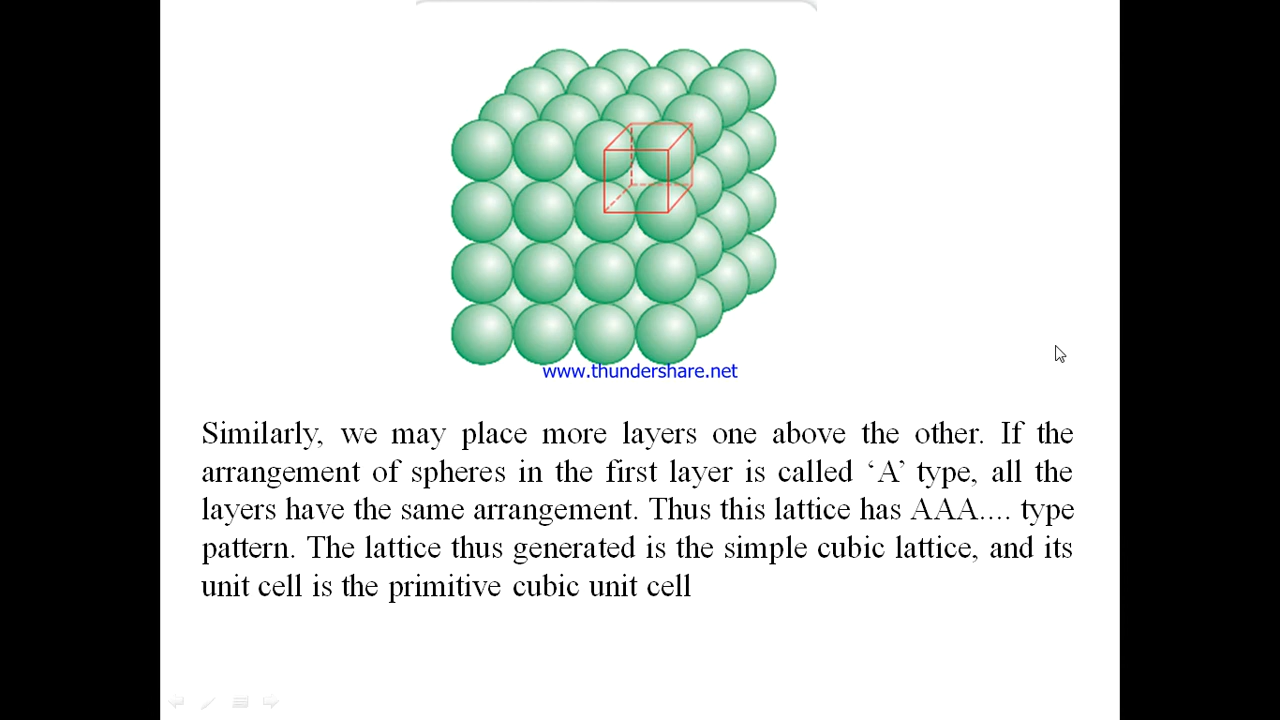 www.thundershare.net
Similarly, we may place more layers one above the other. If the
arrangement of spheres in the first layer is called ‘A’ type, all the
layers have the same arrangement. Thus this lattice has AAA.... type
pattern. The lattice thus generated is the simple cubic lattice, and its
unit cell is the primitive cubic unit cell